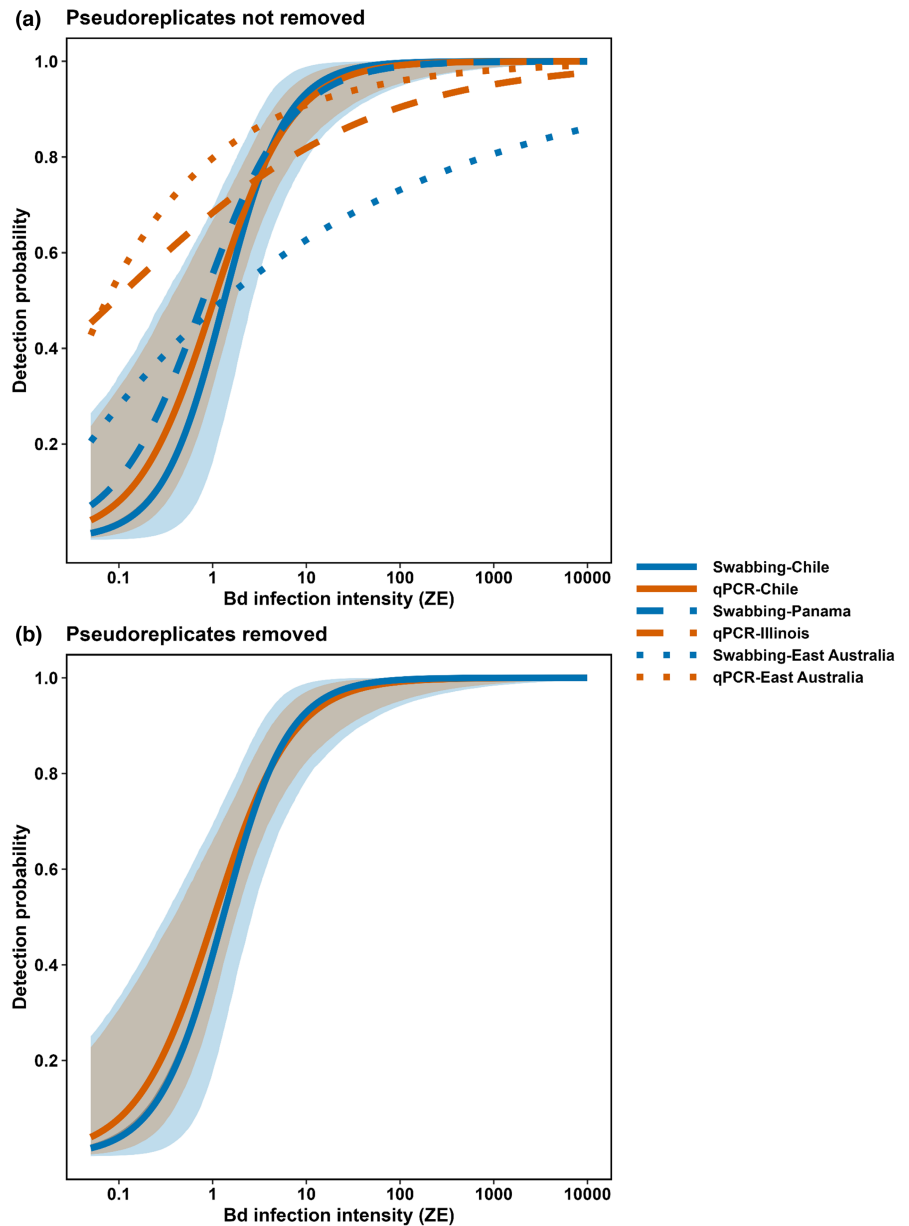 (a) Pseudoreplicates not removed
1.0
0.8
0.6
0.4
0.2
Detection probability
0.1 1 10 100 1000 10000
Bd infection intensity (ZE)
Swabbing-Chile
qPCR-Chile
Swabbing-Panama
qPCR-Illinois
Swabbing-East Australia
qPCR-East Australia
(b) Pseudoreplicates removed
1.0
0.8
0.6
0.4
0.2
Detection probability
0.1 1 10 100 1000 10000
Bd infection intensity (ZE)